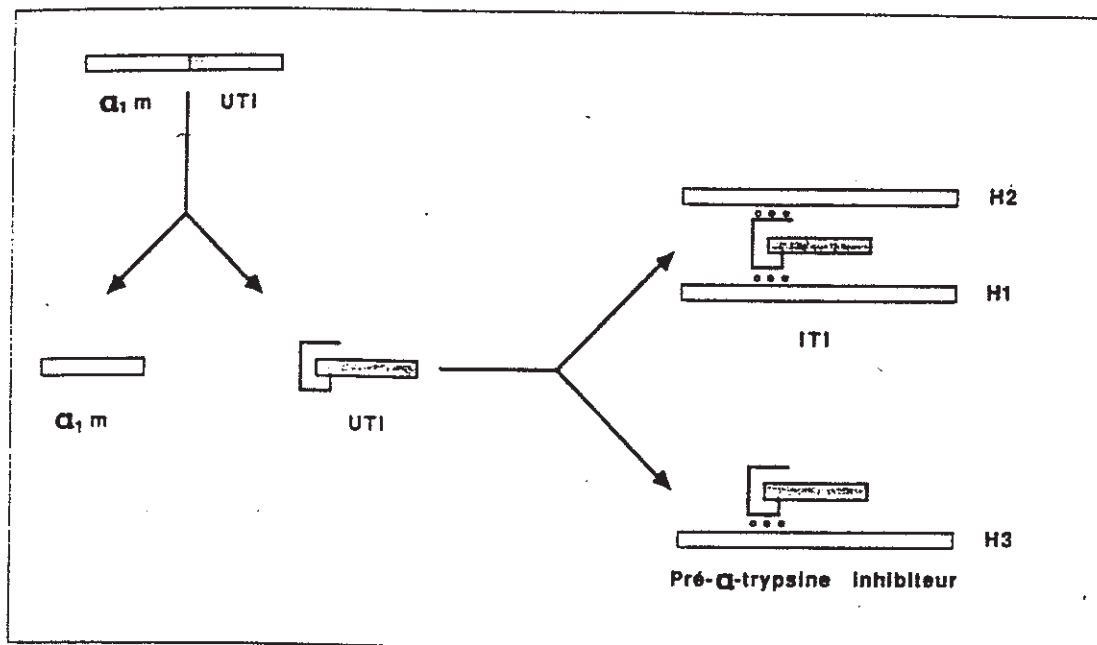 α₁ m UTI
H2
H1
ITI
α₁ m
UTI
H3
Pré-α-trypsine inhibiteur